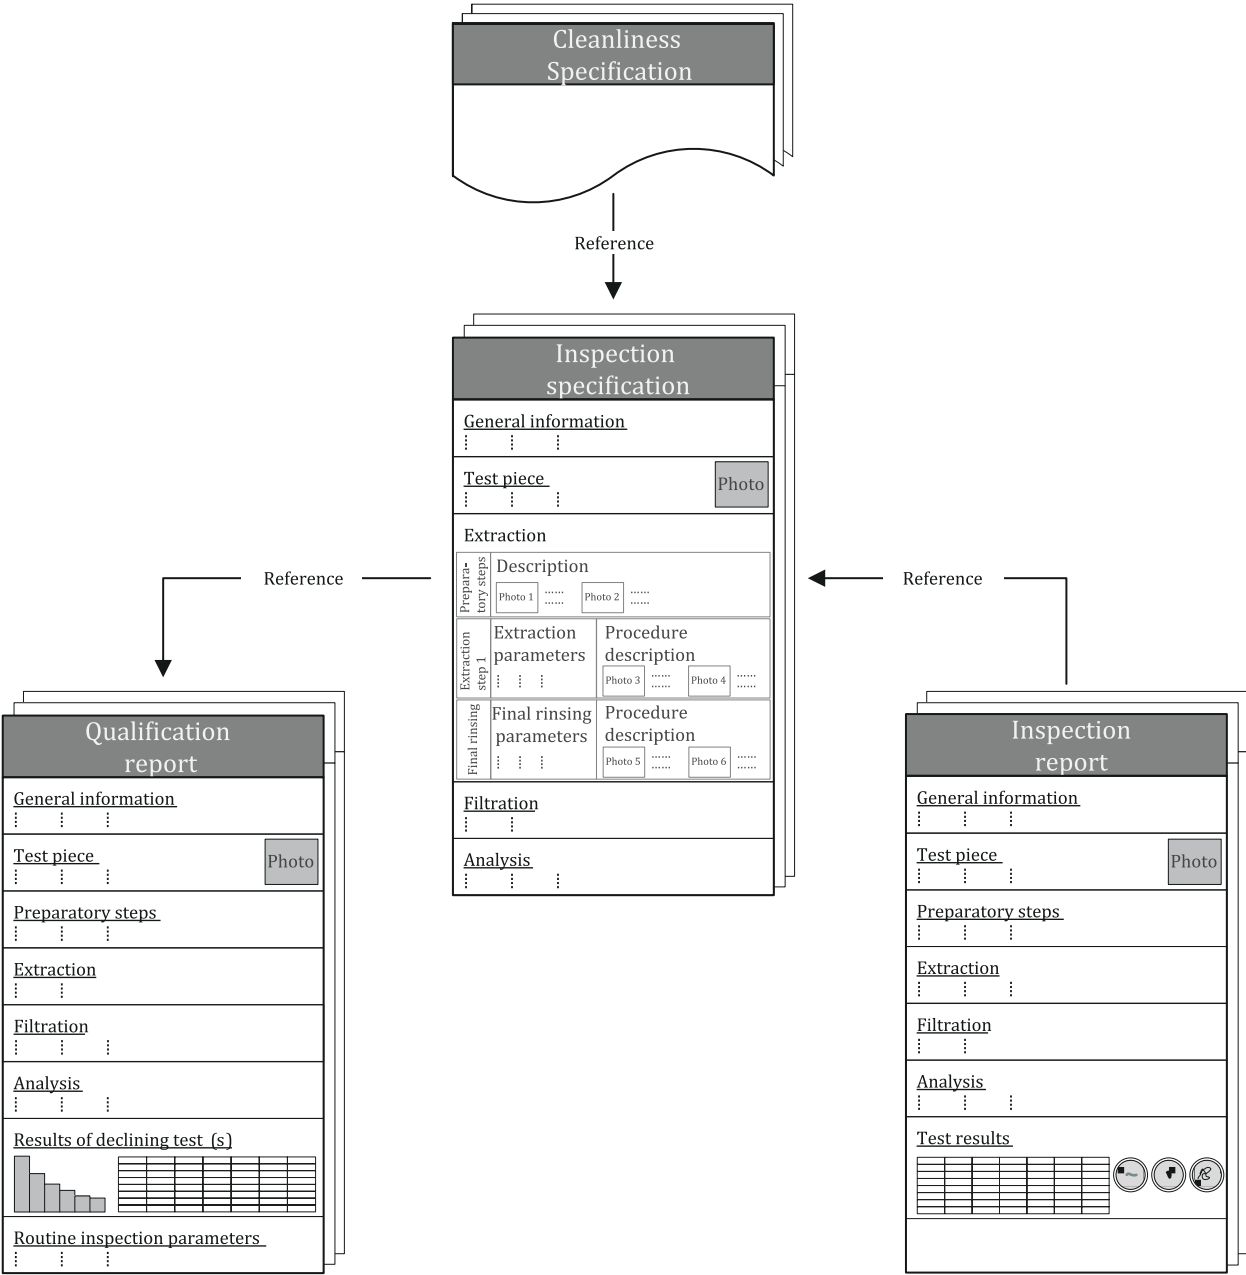 Cleanliness
Specification
Reference
Inspection
specification
General information
Test piece
Photo
Extraction
Prepara-
tory steps
Description
Photo 1
Photo 2
Extraction
step 1
Extraction
parameters
Procedure
description
Photo 3
Photo 4
Final rinsing
Final rinsing
parameters
Procedure
description
Photo 5
Photo 6
Filtration
Analysis
Reference
Reference
Qualification
report
General information
Test piece
Photo
Preparatory steps
Extraction
Filtration
Analysis
Results of declining test (s)
Routine inspection parameters
Inspection
report
General information
Test piece
Photo
Preparatory steps
Extraction
Filtration
Analysis
Test results